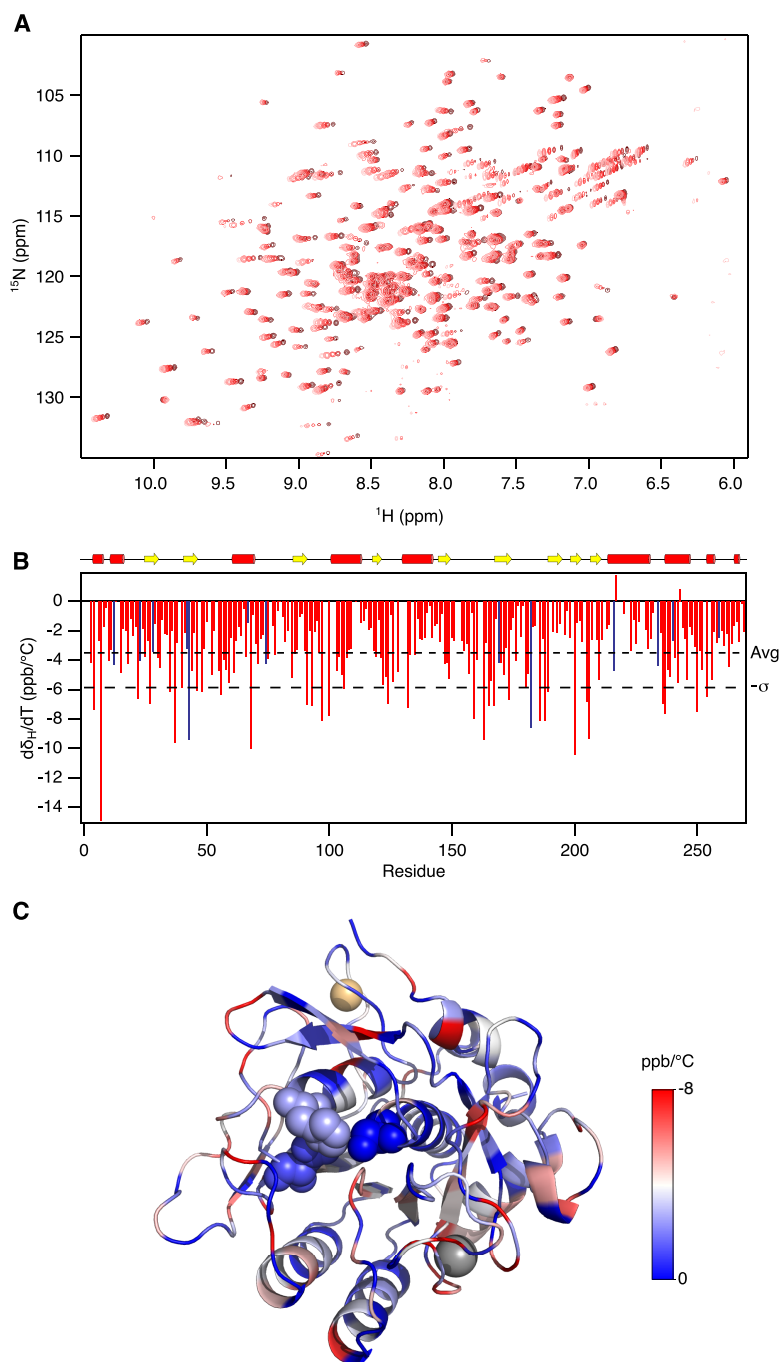 A
105
110
115
120
125
130
¹⁵N (ppm)
10.0 9.5 9.0 8.5 8.0 7.5 7.0 6.5 6.0
¹H (ppm)
B
0
-2
-4
-6
-8
-10
-12
-14
dδH/dT (ppb/°C)
Avg
-σ
0 50 100 150 200 250
Residue
C
ppb/°C
-8
0